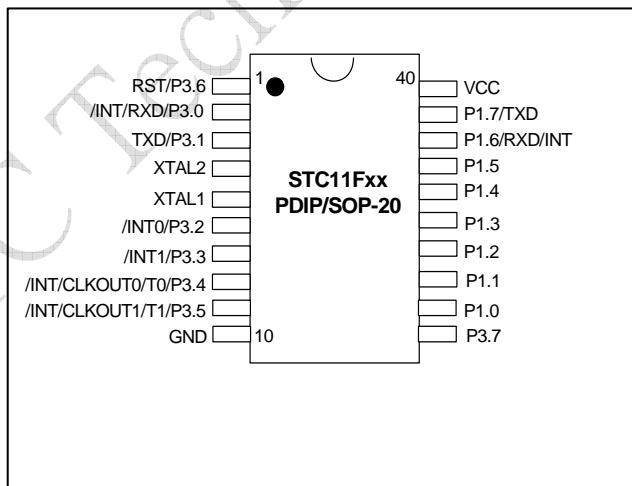 C Techn
1
40
RST/P3.6
/INT/RXD/P3.0
TXD/P3.1
XTAL2
XTAL1
/INT0/P3.2
/INT1/P3.3
/INT/CLKOUT0/T0/P3.4
/INT/CLKOUT1/T1/P3.5
GND
10
STC11Fxx
PDIP/SOP-20
VCC
P1.7/TXD
P1.6/RXD/INT
P1.5
P1.4
P1.3
P1.2
P1.1
P1.0
P3.7